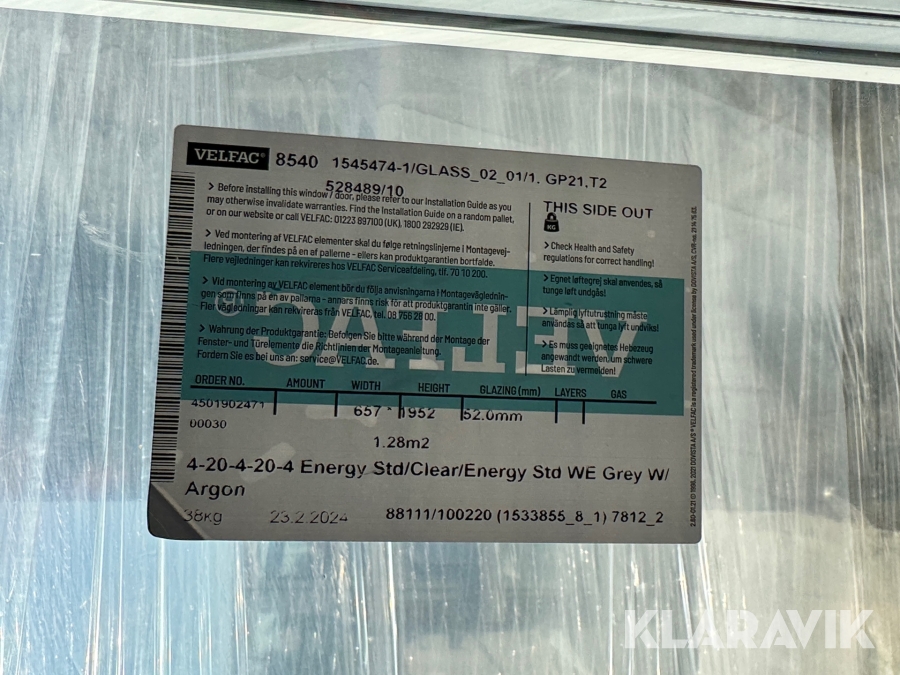 VELFAC® 8540 1545474-1/GLASS_02_01/1. GP21.T2
528489/10
> Before installing this window / door, please refer to our Installation Guide as you
may otherwise invalidate warranties. Find the Installation Guide on a random pallet,
or on our website or call VELFAC: 01223 897100 (UK), 1800 292929 (IE).
> Ved montering af VELFAC elementer skal du følge retningslinjerne i Montagevej-
ledningen, der findes på en af pallerne - ellers kan produktgarantien bortfalde.
Flere vejledninger kan rekvireres hos VELFAC Serviceafdeling, tlf. 70 10 200.
> Vid montering av VELFAC element bör du följa anvisningarna i Montageväglednin-
gen som finns på en av pallarna - annars finns risk för att produktgarantin inte gäller.
Fler vägledningar kan rekvireras från VELFAC, tel. 08 756 28 00.
> Wahrung der Produktgarantie: Befolgen Sie bitte während der Montage der
Fenster- und Türelemente die Richtlinien der Montageanleitung.
Fordern Sie es bei uns an: service@VELFAC.de.
THIS SIDE OUT
KG
> Check Health and Safety
regulations for correct handling!
> Egnet løftegrej skal anvendes, så
tunge løft undgås!
> Lämplig lyftutrustning måste
användas så att tunga lyft undviks!
> Es muss geeignetes Hebezeug
angewandt werden, um schwere
Lasten zu vermeiden!
VELFAC®
ORDER NO. AMOUNT WIDTH HEIGHT GLAZING (mm) LAYERS GAS
4501902471 657 * 1952 52.0mm
00030
1.28m2
4-20-4-20-4 Energy Std/Clear/Energy Std WE Grey W/
Argon
38kg 23.2.2024 88111/100220 (1533855_8_1) 7812_2
KLARAVIK